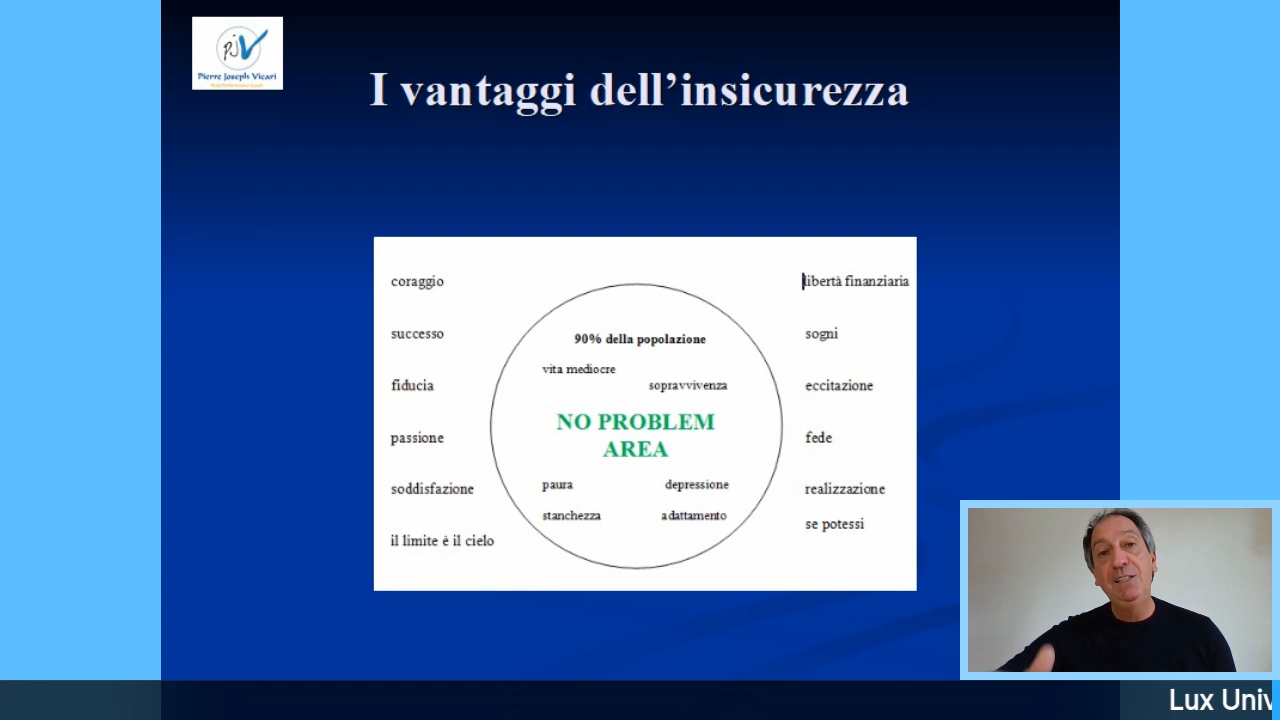 PJV
Pierre Joseph Vicari
I vantaggi dell'insicurezza
coraggio
successo
fiducia
passione
soddisfazione
il limite è il cielo
90% della popolazione
vita mediocre
sopravvivenza
NO PROBLEM
AREA
paura
depressione
stanchezza
adattamento
libertà finanziaria
sogni
eccitazione
fede
realizzazione
se potessi
Lux Univ